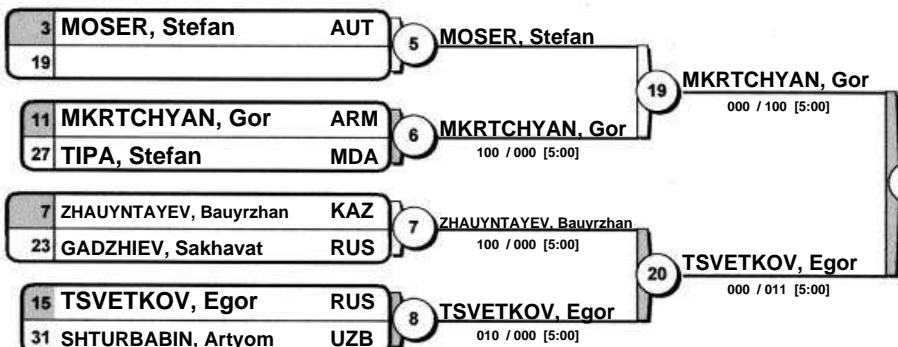 3 MOSER, Stefan AUT
19
5
MOSER, Stefan
11 MKRTCHYAN, Gor ARM
27 TIPA, Stefan MDA
6
MKRTCHYAN, Gor
100 / 000 [5:00]
19
MKRTCHYAN, Gor
000 / 100 [5:00]
7 ZHAUYNTAYEV, Bauyrzhan KAZ
23 GADZHIEV, Sakhavat RUS
7
ZHAUYNTAYEV, Bauyrzhan
100 / 000 [5:00]
15 TSVETKOV, Egor RUS
31 SHTURBABIN, Artyom UZB
8
TSVETKOV, Egor
010 / 000 [5:00]
20
TSVETKOV, Egor
000 / 011 [5:00]